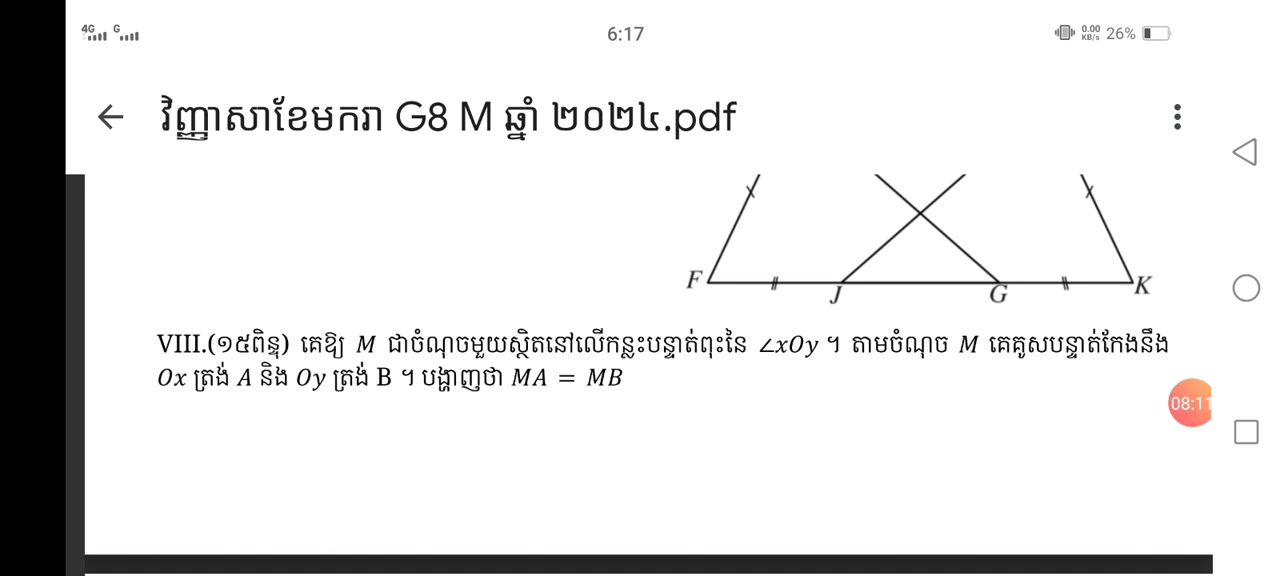 4G G 6:17 0.00 KB/s 26%
វិញ្ញាសាខែមករា G8 M ឆ្នាំ ២០២៤.pdf
F J G K
VIII.(១៥ពិន្ទុ) គេឱ្យ M ជាចំណុចមួយស្ថិតនៅលើកន្លះបន្ទាត់ពុះនៃ ∠xOy ។ តាមចំណុច M គេគូសបន្ទាត់កែងនឹង
Ox ត្រង់ A និង Oy ត្រង់ B ។ បង្ហាញថា MA = MB
08:11